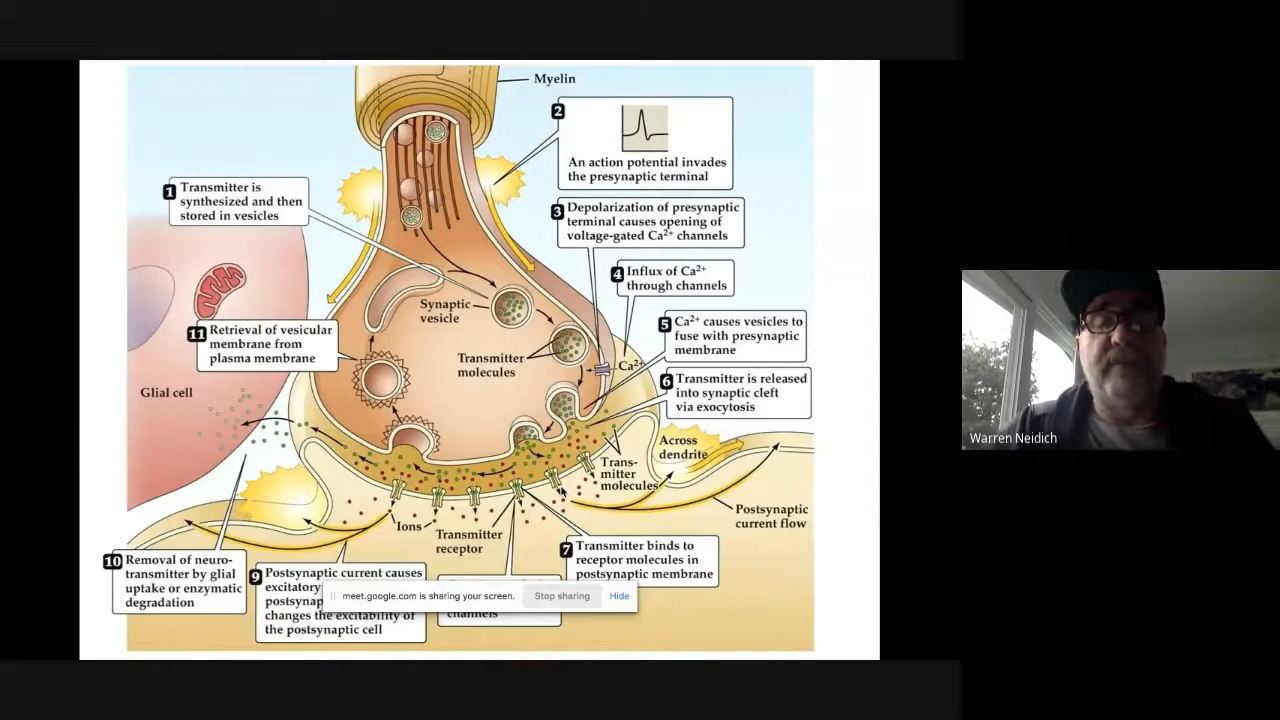 Myelin
2
An action potential invades
the presynaptic terminal
1
Transmitter is
synthesized and then
stored in vesicles
3
Depolarization of presynaptic
terminal causes opening of
voltage-gated Ca²⁺ channels
4
Influx of Ca²⁺
through channels
Synaptic
vesicle
5
Ca²⁺ causes vesicles to
fuse with presynaptic
membrane
11
Retrieval of vesicular
membrane from
plasma membrane
Transmitter
molecules
Ca²⁺
6
Transmitter is released
into synaptic cleft
via exocytosis
Glial cell
Across
dendrite
Trans-
mitter
molecules
Postsynaptic
current flow
Ions
Transmitter
receptor
7
Transmitter binds to
receptor molecules in
postsynaptic membrane
10
Removal of neuro-
transmitter by glial
uptake or enzymatic
degradation
9
Postsynaptic current causes
excitatory
postsynap
changes the excitability of
the postsynaptic cell
channels
meet.google.com is sharing your screen.
Stop sharing
Hide
Warren Neidich